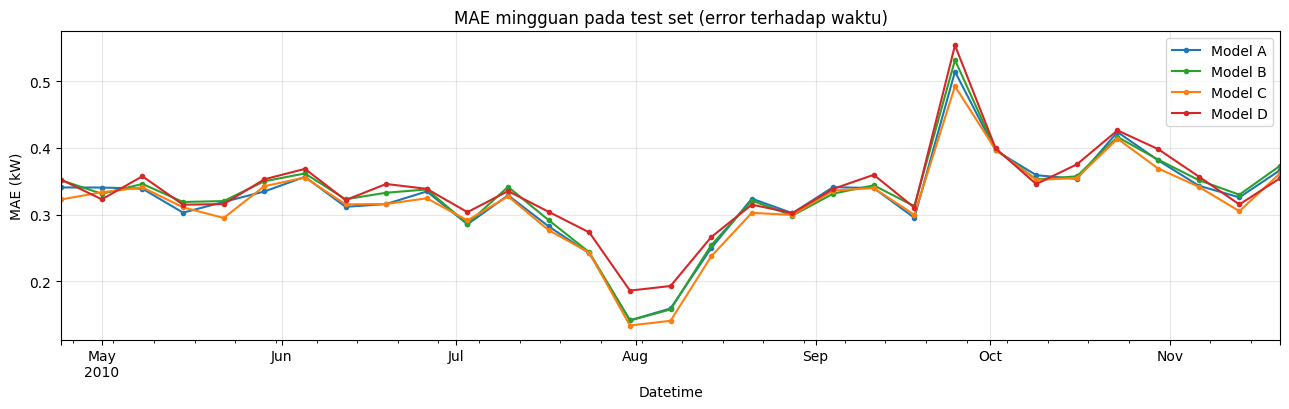 MAE mingguan pada test set (error terhadap waktu)
MAE (kW)
0.5
0.4
0.3
0.2
Model A
Model B
Model C
Model D
May
2010
Jun
Jul
Aug
Sep
Oct
Nov
Datetime